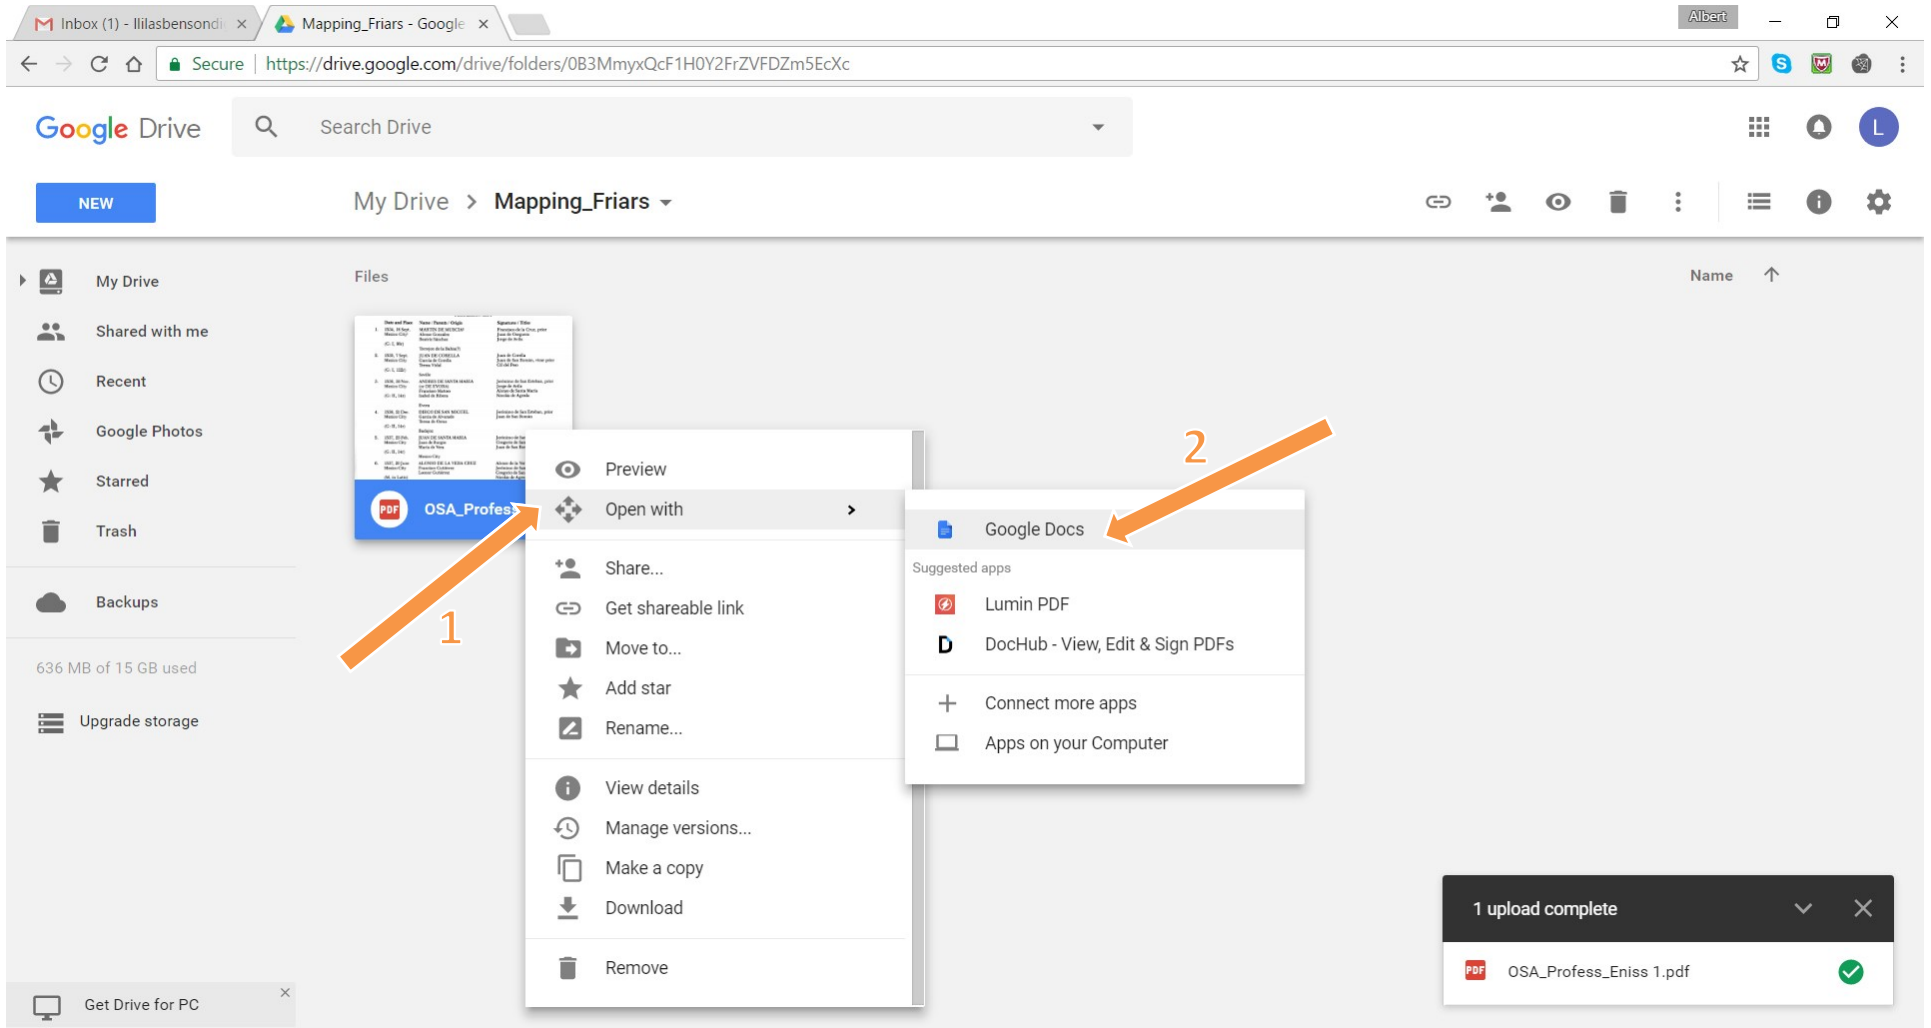 Inbox (1) - llilasbensondi
Mapping_Friars - Google
Albert
Secure
https://drive.google.com/drive/folders/0B3MmyxQcF1H0Y2FrZVFDZm5EcXc
Google Drive
Search Drive
L
NEW
My Drive > Mapping_Friars
My Drive
Shared with me
Recent
Google Photos
Starred
Trash
Backups
636 MB of 15 GB used
Upgrade storage
Get Drive for PC
Files
Name
PDF
OSA_Profess
1
Preview
Open with
Share...
Get shareable link
Move to...
Add star
Rename...
View details
Manage versions...
Make a copy
Download
Remove
2
Google Docs
Suggested apps
Lumin PDF
DocHub - View, Edit & Sign PDFs
Connect more apps
Apps on your Computer
1 upload complete
PDF
OSA_Profess_Eniss 1.pdf